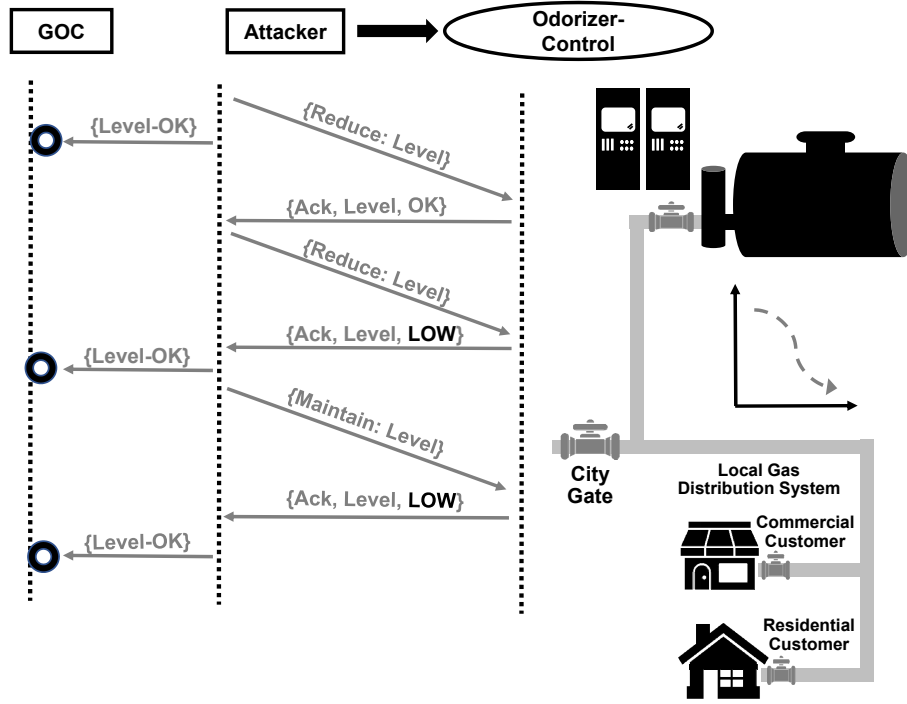 GOC
Attacker
Odorizer-
Control
{Level-OK}
{Reduce: Level}
{Ack, Level, OK}
{Reduce: Level}
{Ack, Level, LOW}
{Level-OK}
{Maintain: Level}
{Ack, Level, LOW}
{Level-OK}
City
Gate
Local Gas
Distribution System
Commercial
Customer
Residential
Customer